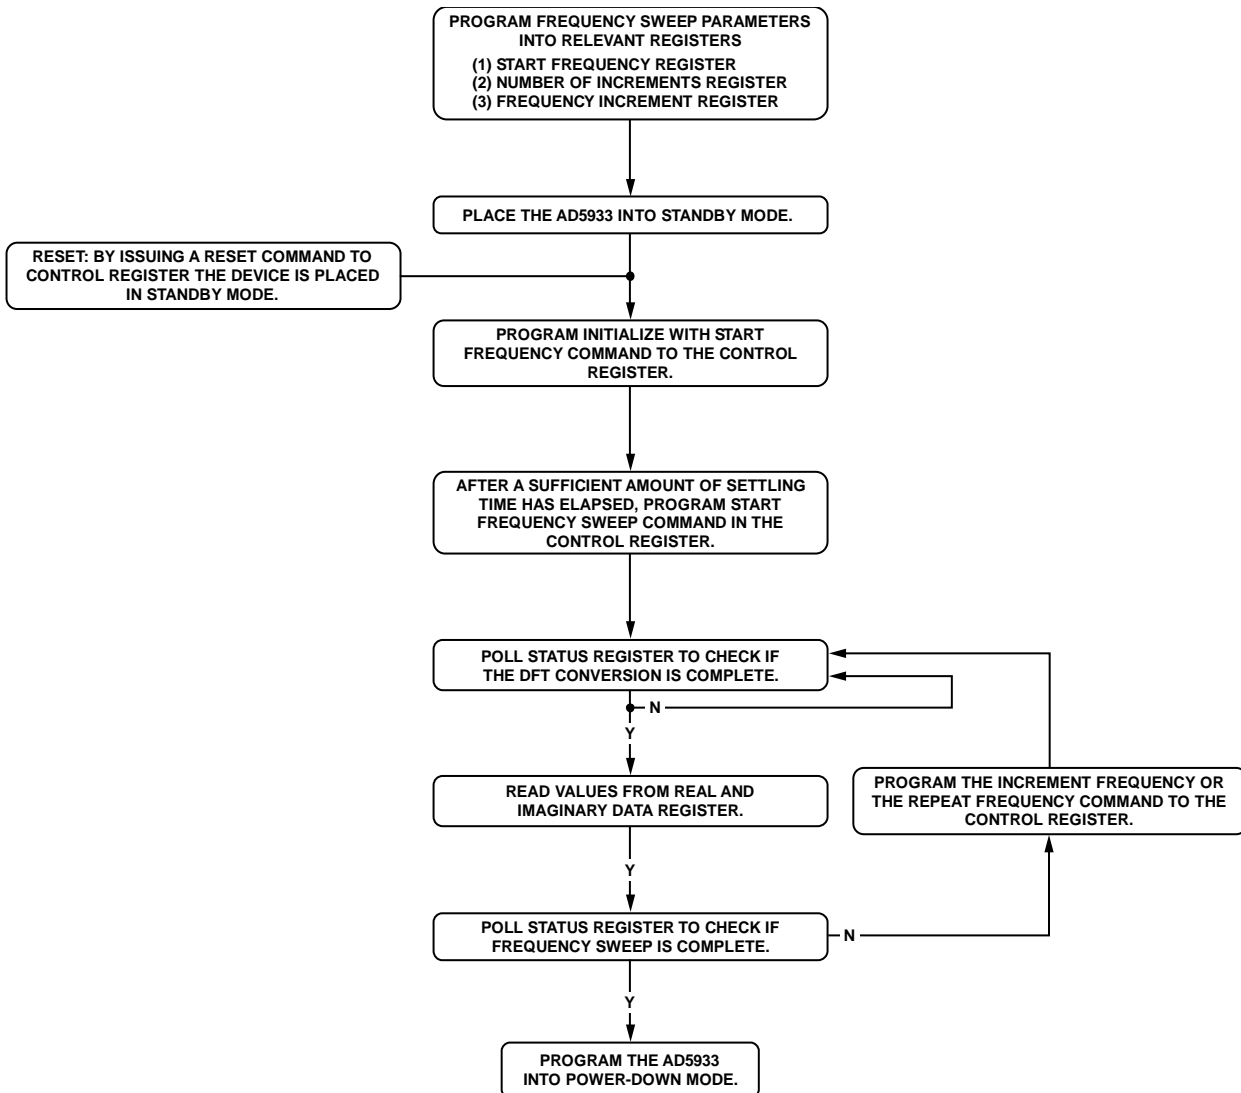 PROGRAM FREQUENCY SWEEP PARAMETERS
INTO RELEVANT REGISTERS
(1) START FREQUENCY REGISTER
(2) NUMBER OF INCREMENTS REGISTER
(3) FREQUENCY INCREMENT REGISTER
PLACE THE AD5933 INTO STANDBY MODE.
RESET: BY ISSUING A RESET COMMAND TO
CONTROL REGISTER THE DEVICE IS PLACED
IN STANDBY MODE.
PROGRAM INITIALIZE WITH START
FREQUENCY COMMAND TO THE CONTROL
REGISTER.
AFTER A SUFFICIENT AMOUNT OF SETTLING
TIME HAS ELAPSED, PROGRAM START
FREQUENCY SWEEP COMMAND IN THE
CONTROL REGISTER.
POLL STATUS REGISTER TO CHECK IF
THE DFT CONVERSION IS COMPLETE.
N
Y
READ VALUES FROM REAL AND
IMAGINARY DATA REGISTER.
PROGRAM THE INCREMENT FREQUENCY OR
THE REPEAT FREQUENCY COMMAND TO THE
CONTROL REGISTER.
Y
POLL STATUS REGISTER TO CHECK IF
FREQUENCY SWEEP IS COMPLETE.
N
Y
PROGRAM THE AD5933
INTO POWER-DOWN MODE.